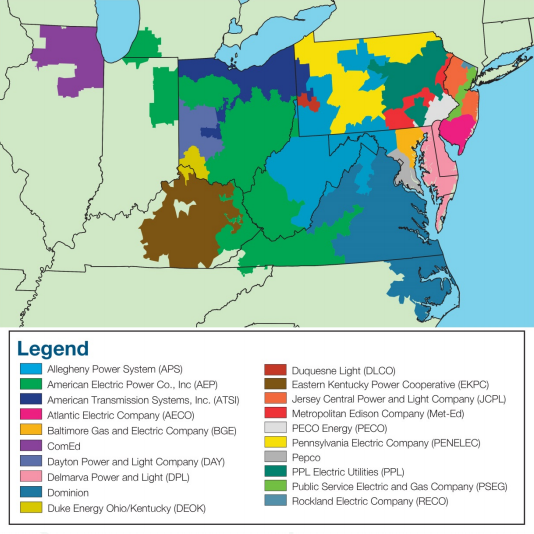 Legend
Allegheny Power System (APS)
American Electric Power Co., Inc (AEP)
American Transmission Systems, Inc. (ATSI)
Atlantic Electric Company (AECO)
Baltimore Gas and Electric Company (BGE)
ComEd
Dayton Power and Light Company (DAY)
Delmarva Power and Light (DPL)
Dominion
Duke Energy Ohio/Kentucky (DEOK)
Duquesne Light (DLCO)
Eastern Kentucky Power Cooperative (EKPC)
Jersey Central Power and Light Company (JCPL)
Metropolitan Edison Company (Met-Ed)
PECO Energy (PECO)
Pennsylvania Electric Company (PENELEC)
Pepco
PPL Electric Utilities (PPL)
Public Service Electric and Gas Company (PSEG)
Rockland Electric Company (RECO)